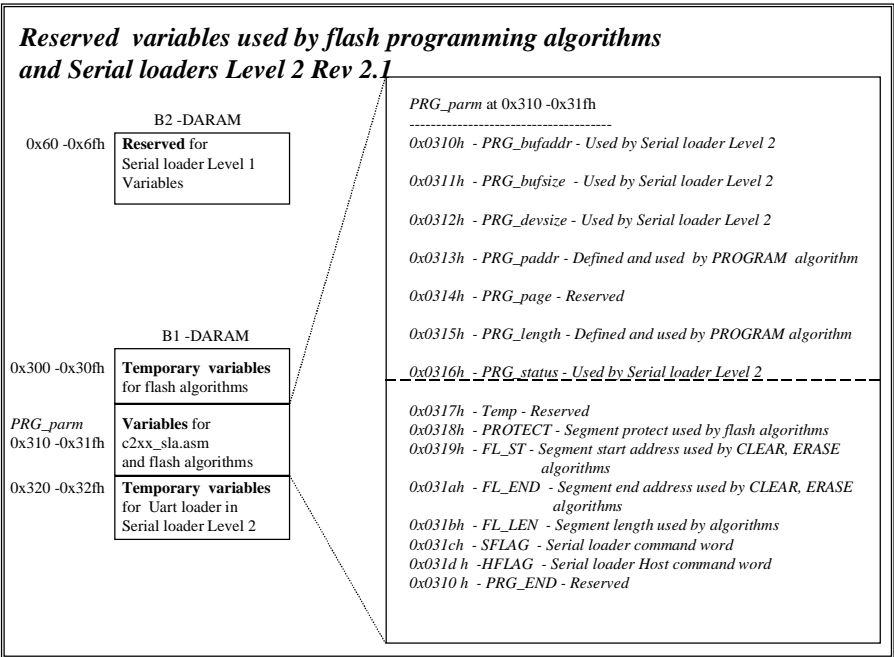 Reserved variables used by flash programming algorithms
and Serial loaders Level 2 Rev 2.1
B2 -DARAM
0x60 -0x6fh
Reserved for
Serial loader Level 1
Variables
B1 -DARAM
0x300 -0x30fh
Temporary variables
for flash algorithms
PRG_parm
0x310 -0x31fh
Variables for
c2xx_sla.asm
and flash algorithms
0x320 -0x32fh
Temporary variables
for Uart loader in
Serial loader Level 2
PRG_parm at 0x310 -0x31fh
--------------------------------------
0x0310h - PRG_bufaddr - Used by Serial loader Level 2
0x0311h - PRG_bufsize - Used by Serial loader Level 2
0x0312h - PRG_devsize - Used by Serial loader Level 2
0x0313h - PRG_paddr - Defined and used by PROGRAM algorithm
0x0314h - PRG_page - Reserved
0x0315h - PRG_length - Defined and used by PROGRAM algorithm
0x0316h - PRG_status - Used by Serial loader Level 2
0x0317h - Temp - Reserved
0x0318h - PROTECT - Segment protect used by flash algorithms
0x0319h - FL_ST - Segment start address used by CLEAR, ERASE
algorithms
0x031ah - FL_END - Segment end address used by CLEAR, ERASE
algorithms
0x031bh - FL_LEN - Segment length used by algorithms
0x031ch - SFLAG - Serial loader command word
0x031d h -HFLAG - Serial loader Host command word
0x0310 h - PRG_END - Reserved